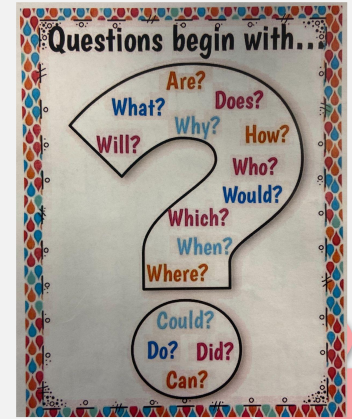 Questions begin with...
Are?
What?
Does?
Why?
Will?
How?
Who?
Would?
Which?
When?
Where?
Could?
Do? Did?
Can?